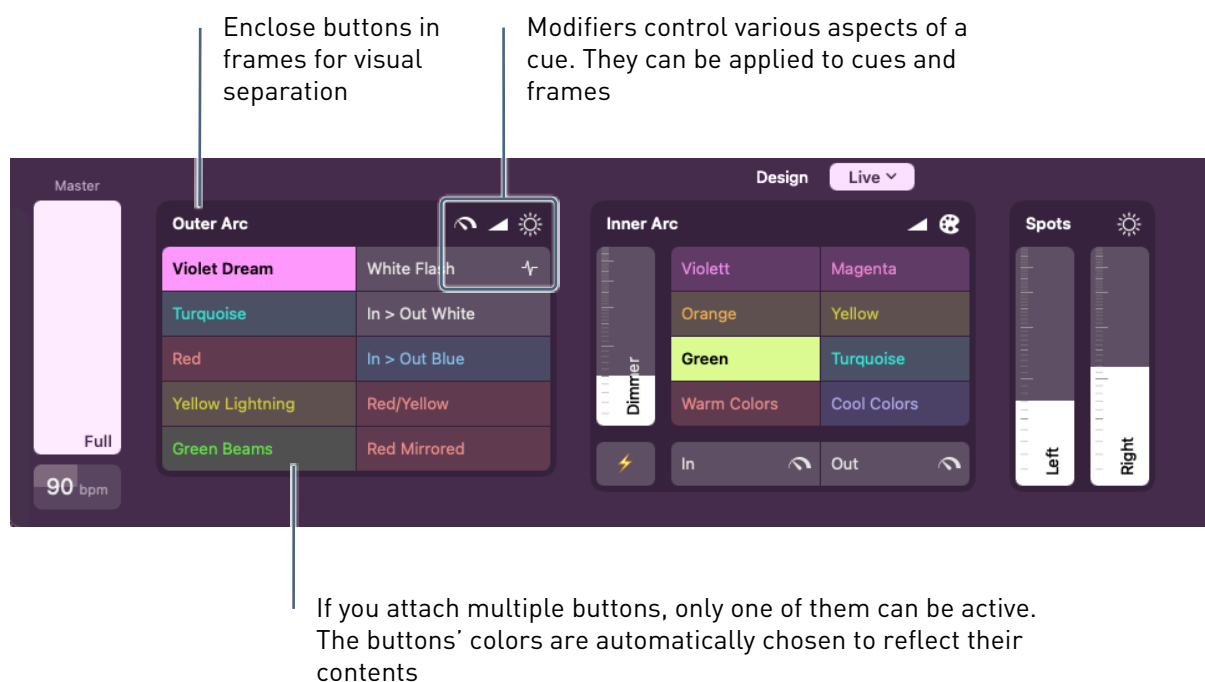 Enclose buttons in
frames for visual
separation
Modifiers control various aspects of a
cue. They can be applied to cues and
frames
Design Live
Master
Full
90 bpm
Outer Arc
Violet Dream White Flash
Turquoise In > Out White
Red In > Out Blue
Yellow Lightning Red/Yellow
Green Beams Red Mirrored
Inner Arc
Dimmer
Violett Magenta
Orange Yellow
Green Turquoise
Warm Colors Cool Colors
In Out
Spots
Left Right
If you attach multiple buttons, only one of them can be active.
The buttons’ colors are automatically chosen to reflect their
contents